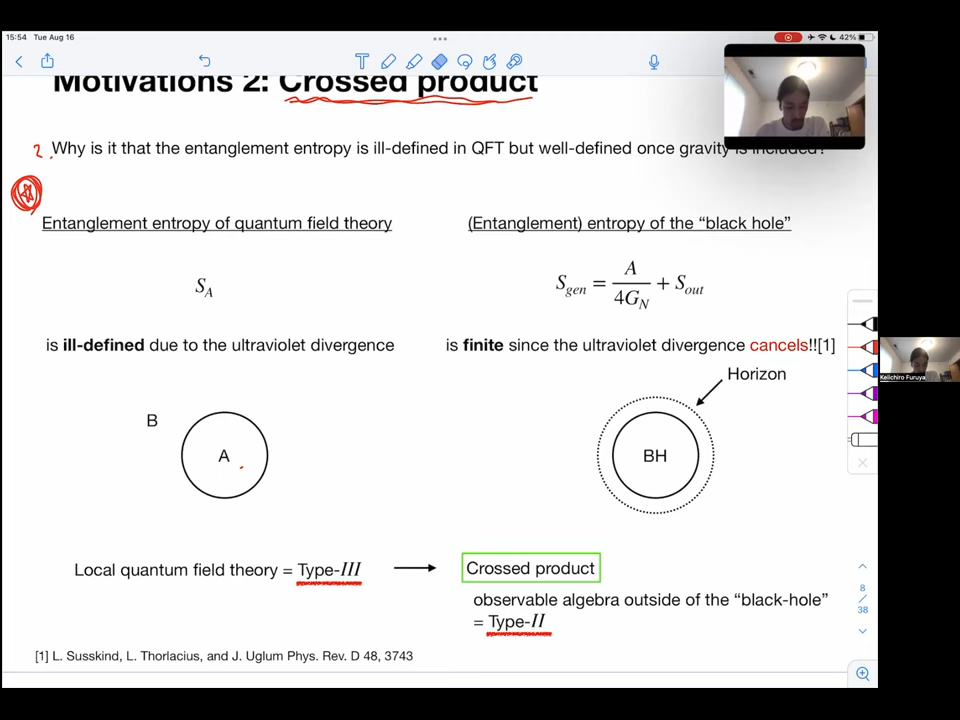 15:54 Tue Aug 16
42%
Motivations 2: Crossed product
2. Why is it that the entanglement entropy is ill-defined in QFT but well-defined once gravity is included?
Entanglement entropy of quantum field theory
(Entanglement) entropy of the “black hole”
S_A
S_gen = A / 4G_N + S_out
is ill-defined due to the ultraviolet divergence
is finite since the ultraviolet divergence cancels!![1]
Horizon
B
A
BH
Keiichiro Furuya
Local quantum field theory = Type-III
Crossed product
observable algebra outside of the “black-hole”
= Type-II
8
/
38
[1] L. Susskind, L. Thorlacius, and J. Uglum Phys. Rev. D 48, 3743